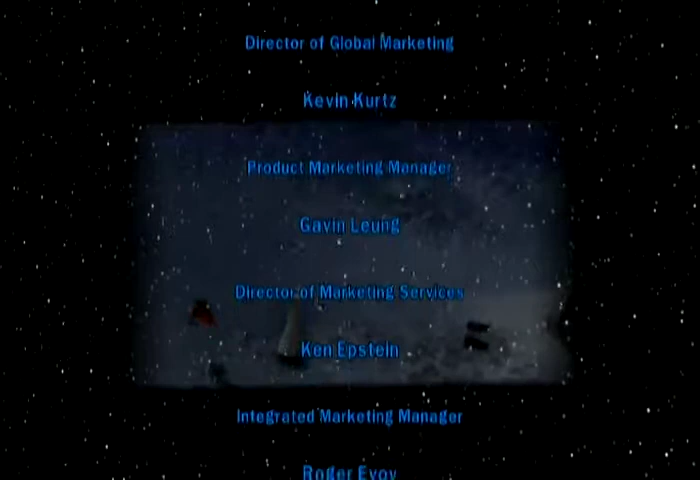 Director of Global Marketing
Kevin Kurtz
Product Marketing Manager
Gavin Leung
Director of Marketing Services
Ken Epstein
Integrated Marketing Manager
Roger Evoy